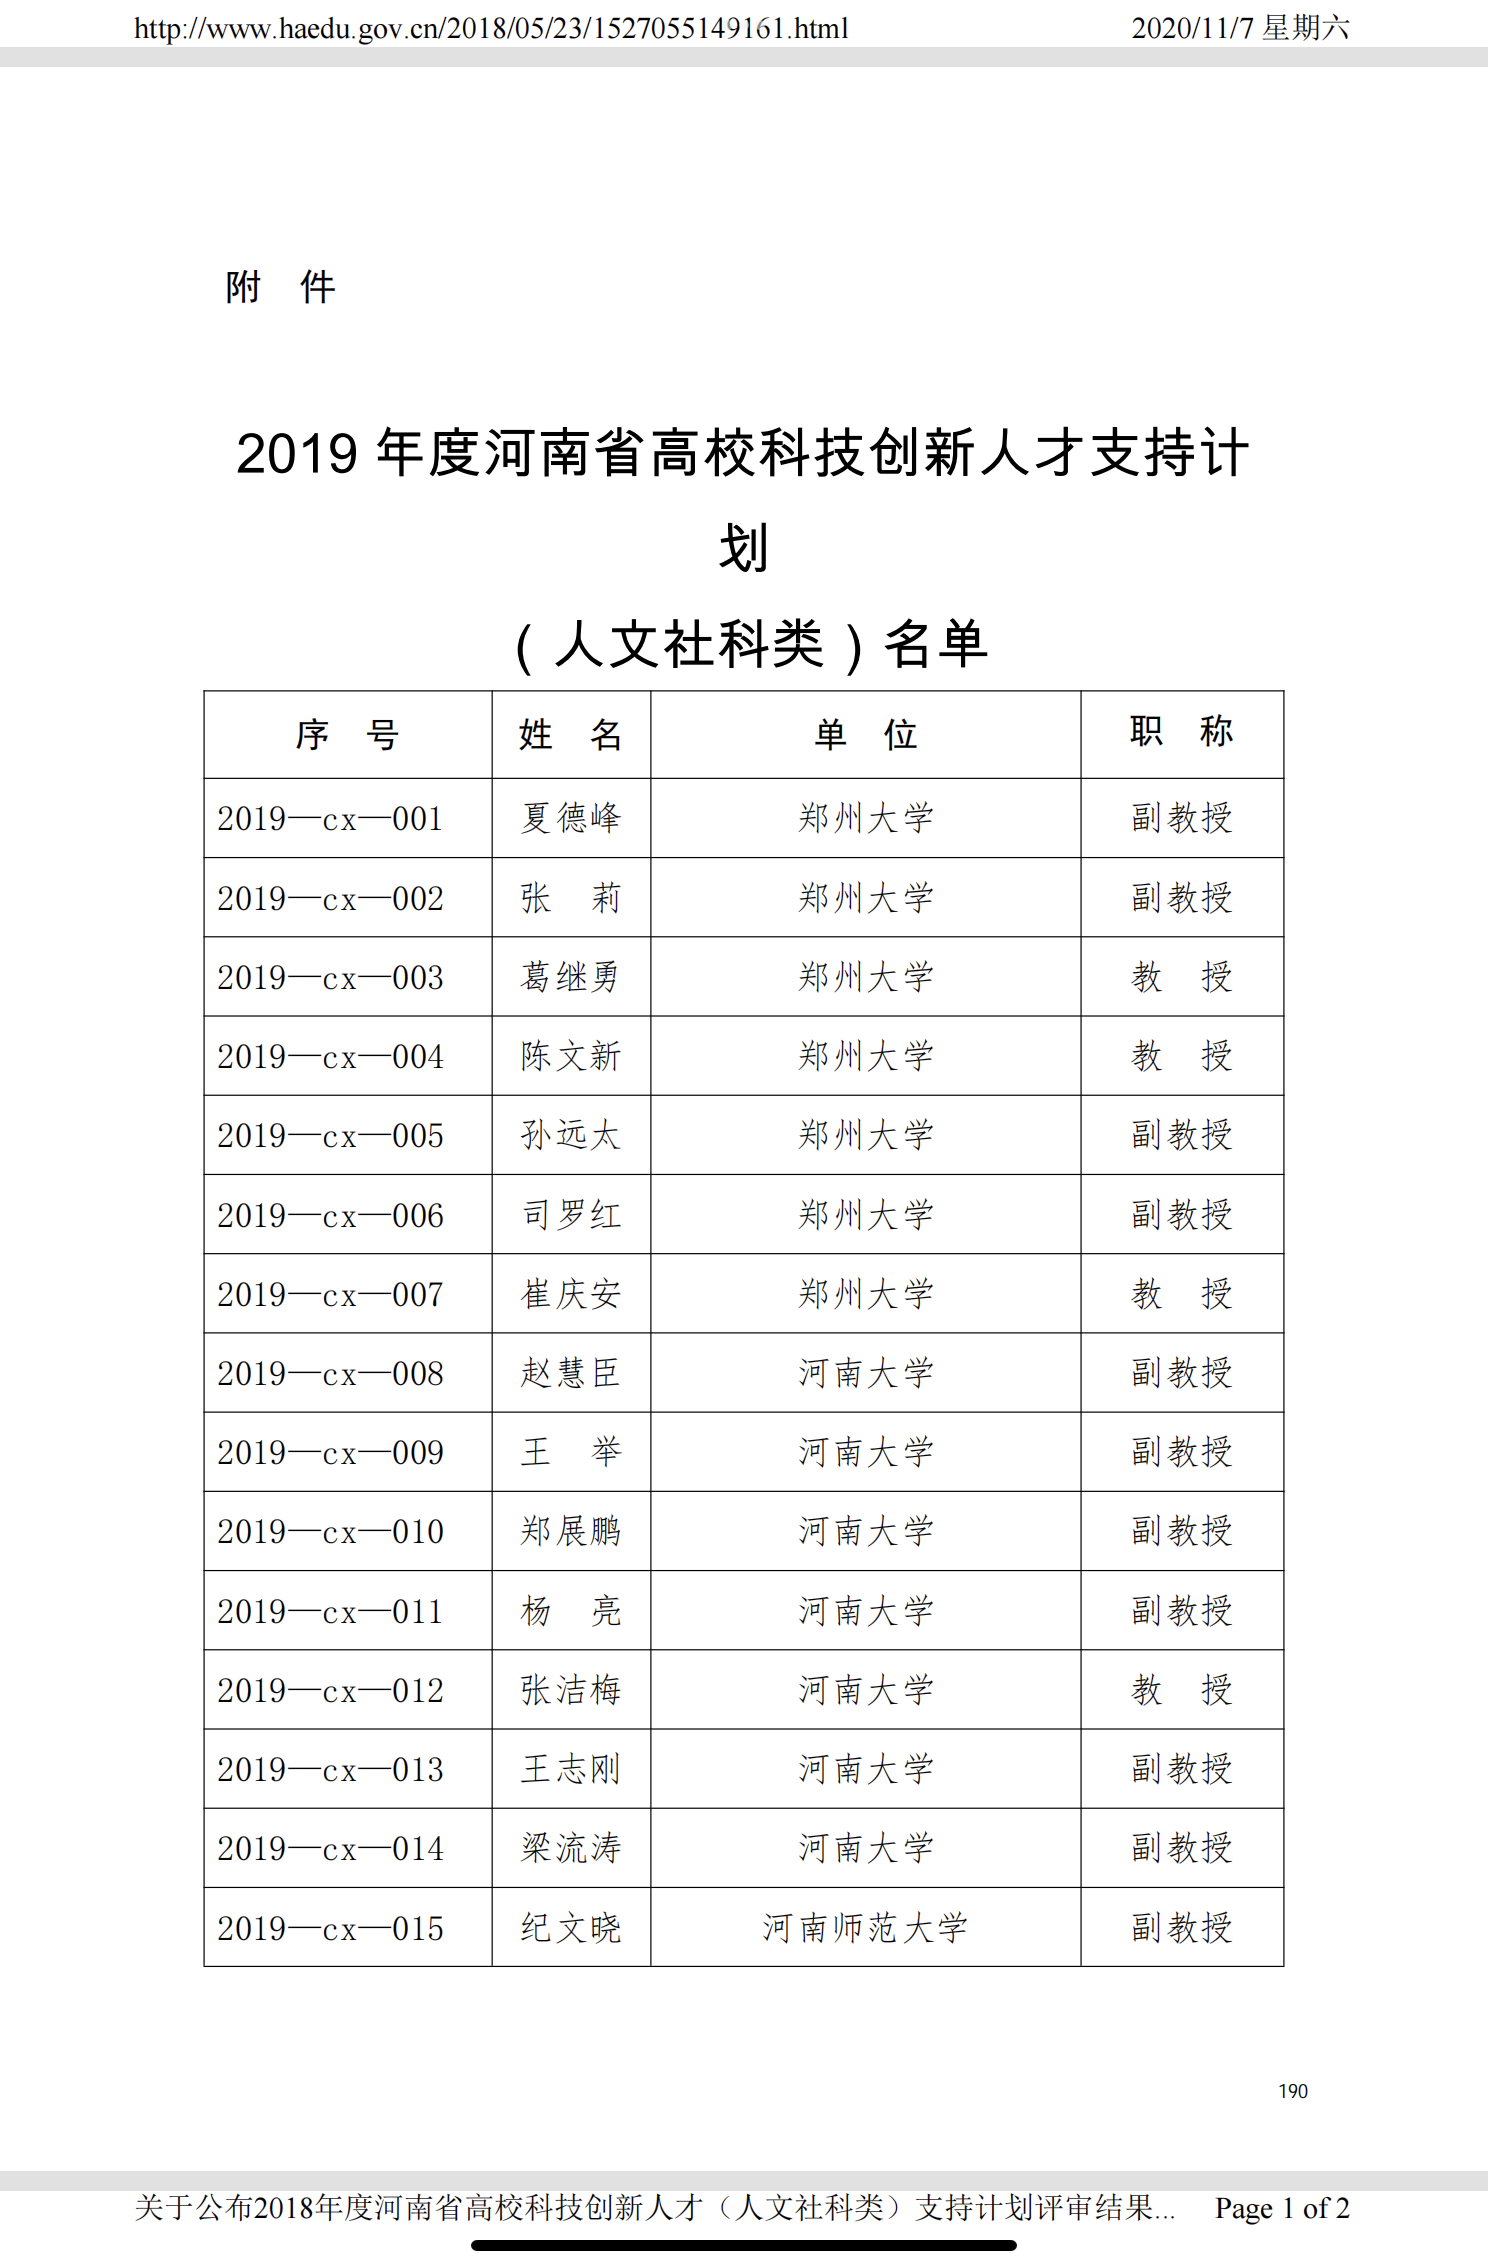 http://www.haedu.gov.cn/2018/05/23/1527055149161.html 2020/11/7 星期六
附 件
2019 年度河南省高校科技创新人才支持计
划
（人文社科类）名单
序 号 姓 名 单 位 职 称
2019—cx—001 夏德峰 郑州大学 副教授
2019—cx—002 张 莉 郑州大学 副教授
2019—cx—003 葛继勇 郑州大学 教 授
2019—cx—004 陈文新 郑州大学 教 授
2019—cx—005 孙远太 郑州大学 副教授
2019—cx—006 司罗红 郑州大学 副教授
2019—cx—007 崔庆安 郑州大学 教 授
2019—cx—008 赵慧臣 河南大学 副教授
2019—cx—009 王 举 河南大学 副教授
2019—cx—010 郑展鹏 河南大学 副教授
2019—cx—011 杨 亮 河南大学 副教授
2019—cx—012 张洁梅 河南大学 教 授
2019—cx—013 王志刚 河南大学 副教授
2019—cx—014 梁流涛 河南大学 副教授
2019—cx—015 纪文晓 河南师范大学 副教授
190
关于公布2018年度河南省高校科技创新人才（人文社科类）支持计划评审结果... Page 1 of 2